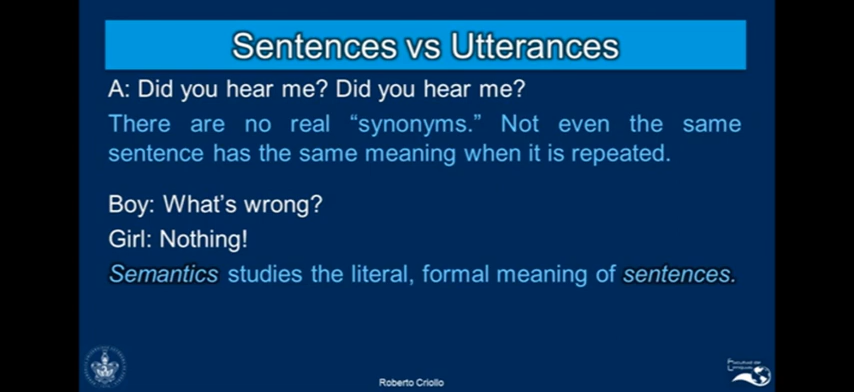 Sentences vs Utterances
A: Did you hear me? Did you hear me?
There are no real “synonyms.” Not even the same
sentence has the same meaning when it is repeated.
Boy: What’s wrong?
Girl: Nothing!
Semantics studies the literal, formal meaning of sentences.
Roberto Criollo